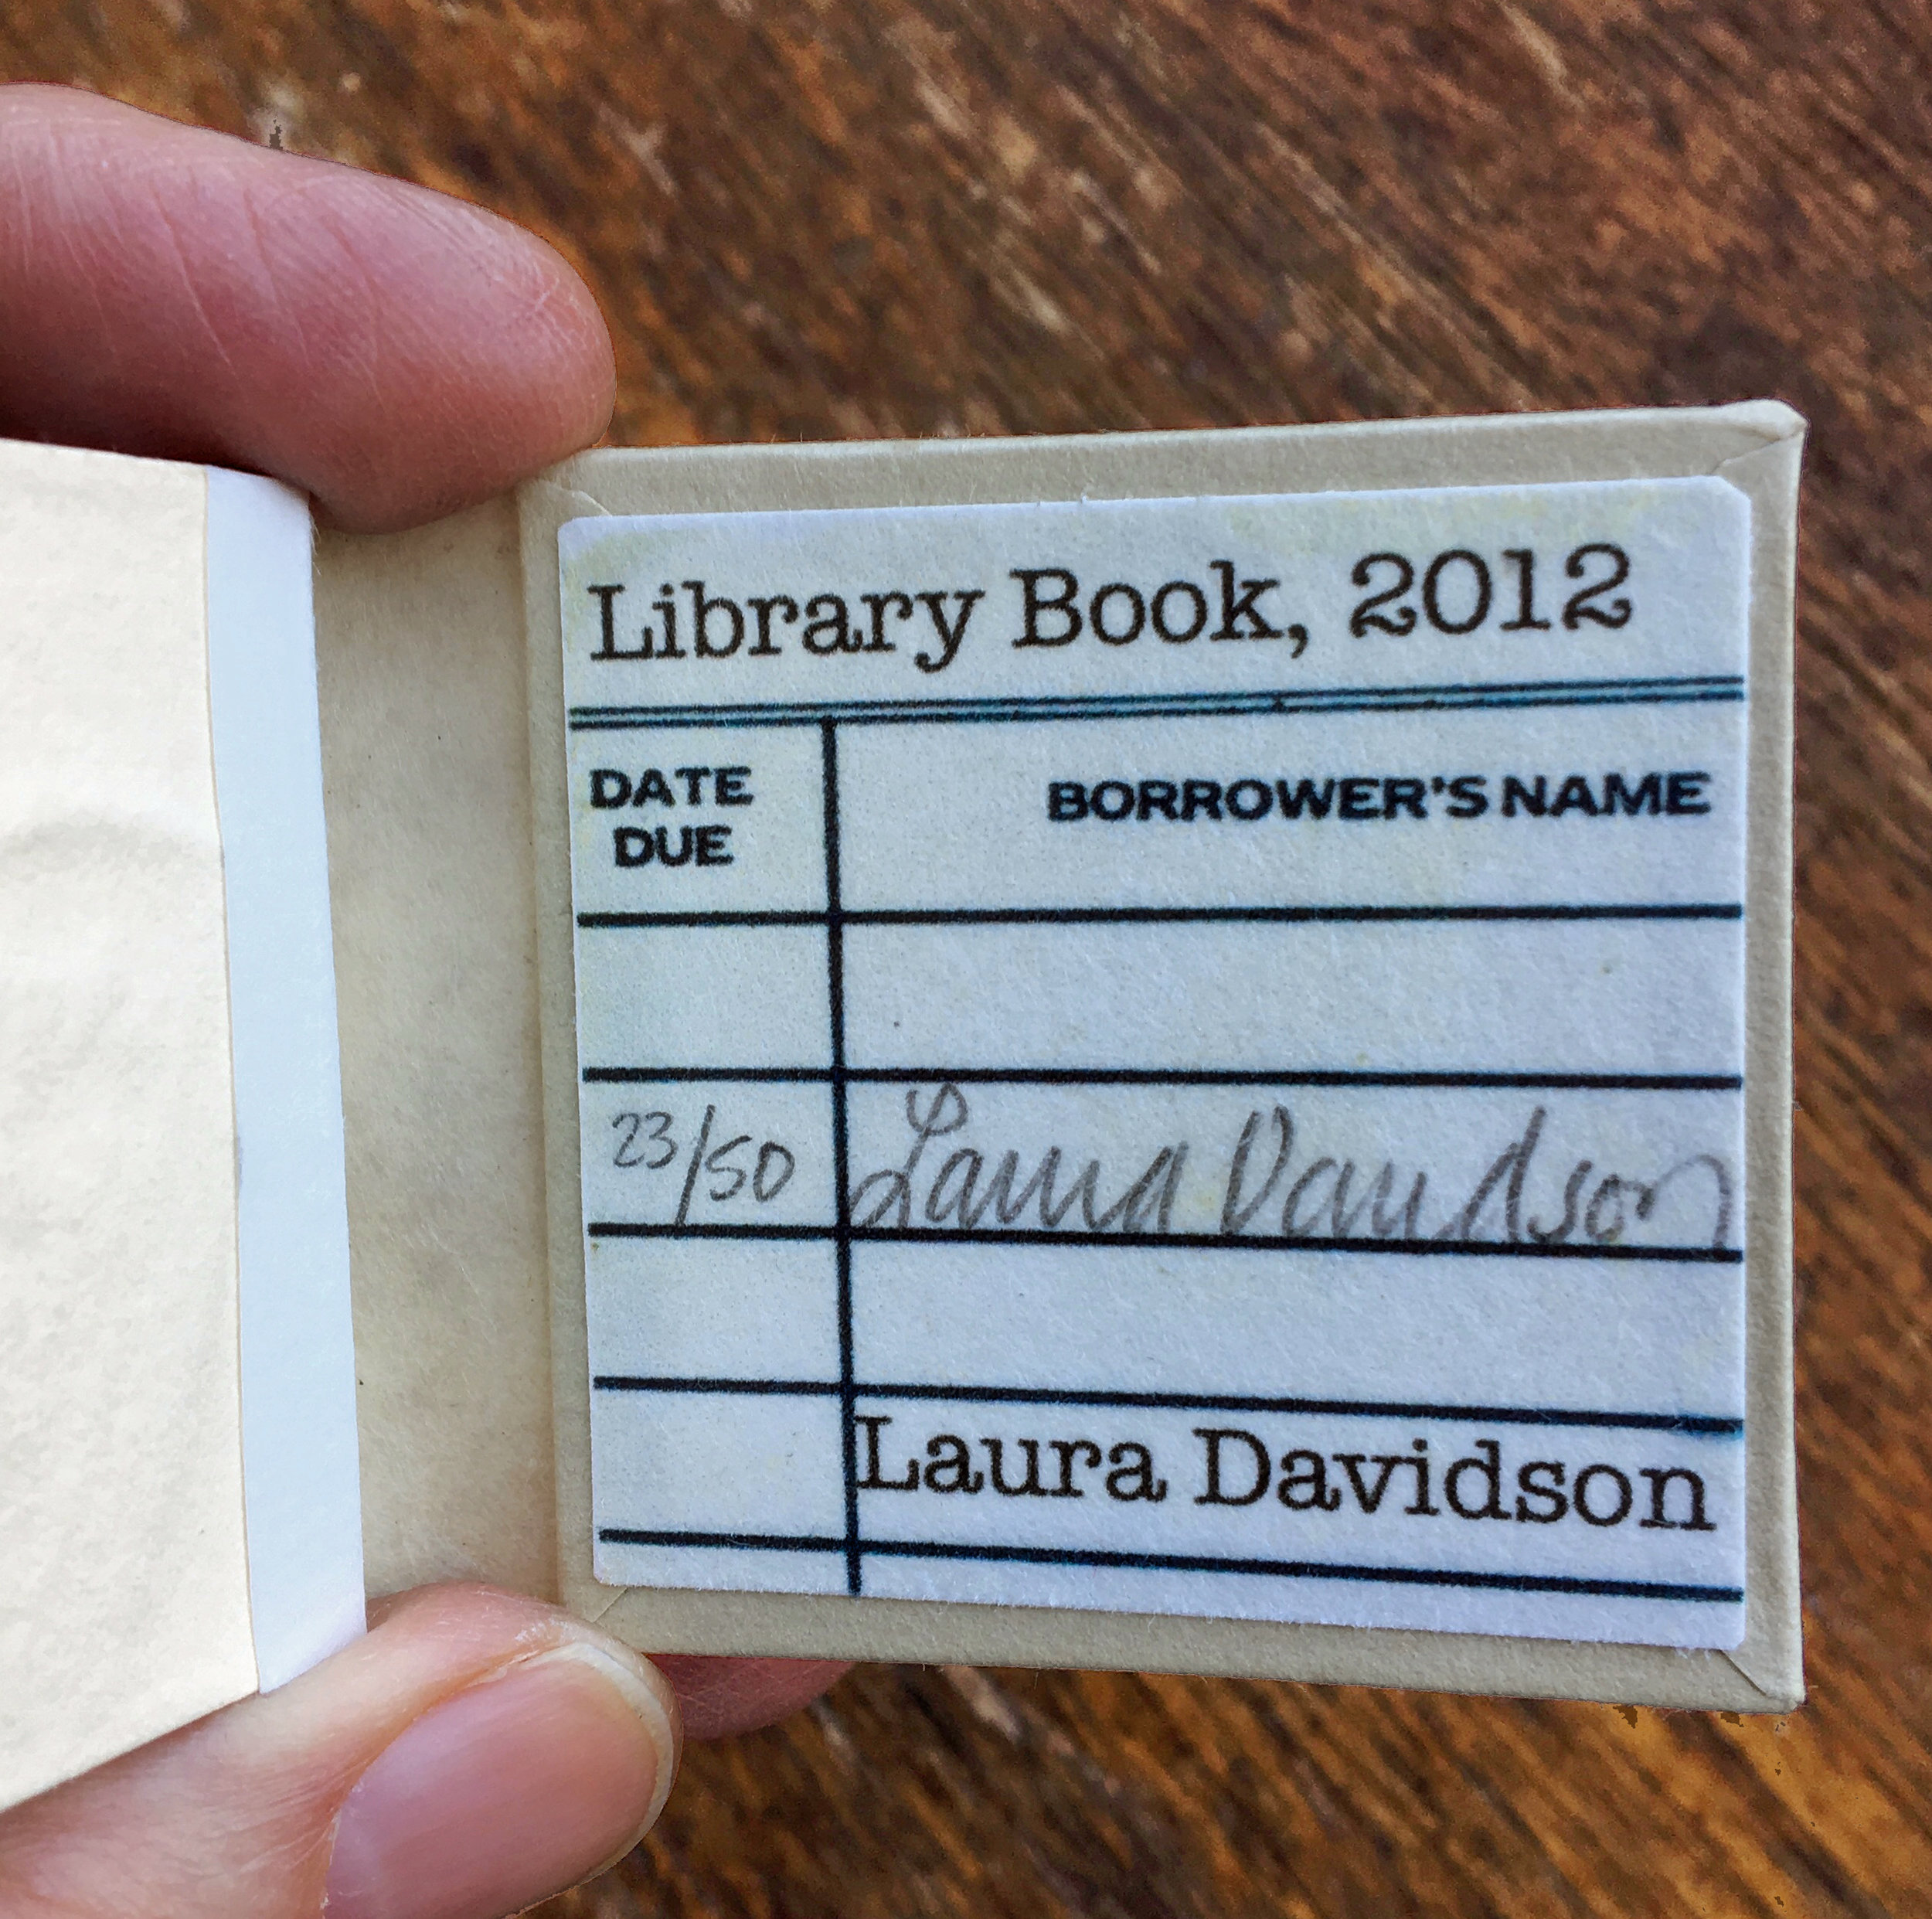 Library Book, 2012
DATE
DUE
BORROWER'S NAME
23/50 Laura Davidson
Laura Davidson